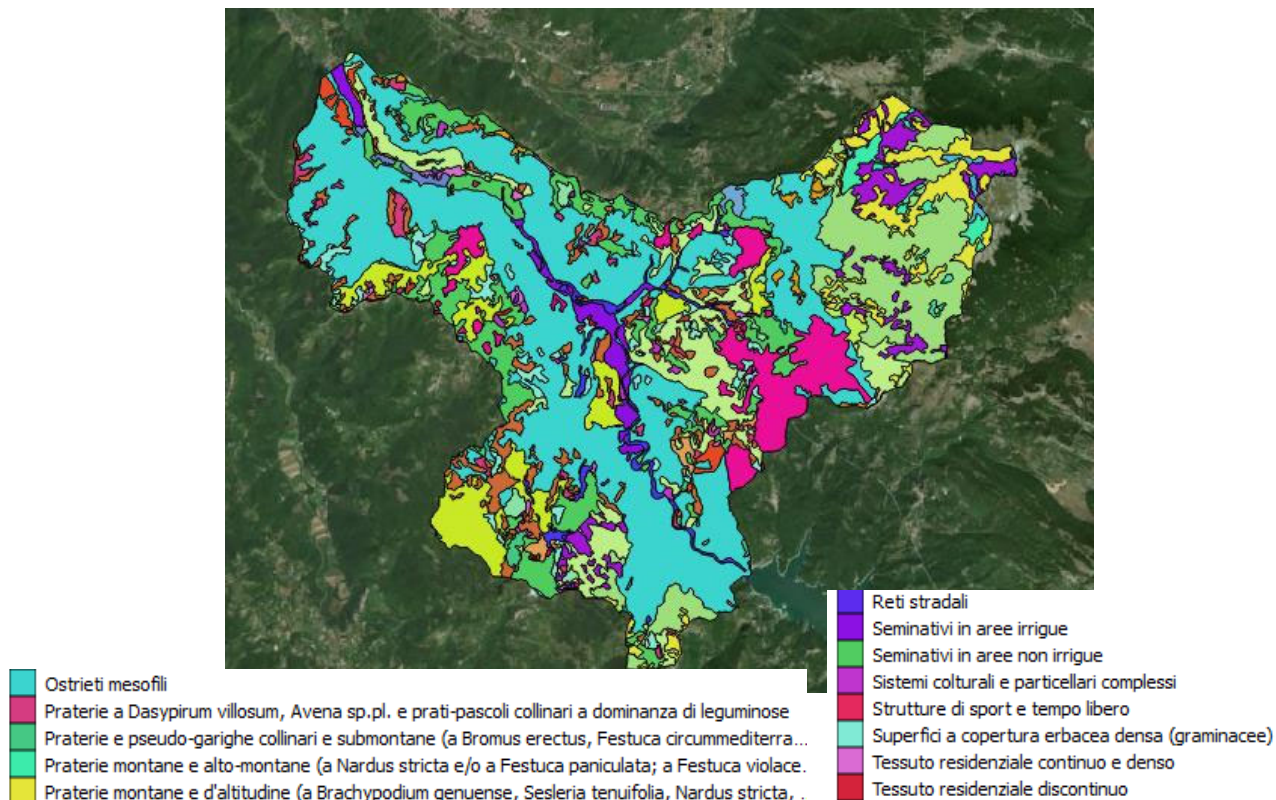 Ostrieti mesofili
Praterie a Dasypirum villosum, Avena sp.pl. e prati-pascoli collinari a dominanza di leguminose
Praterie e pseudo-garighe collinari e submontane (a Bromus erectus, Festuca circummediterra...
Praterie montane e alto-montane (a Nardus stricta e/o a Festuca paniculata; a Festuca violace.
Praterie montane e d'altitudine (a Brachypodium genuense, Sesleria tenuifolia, Nardus stricta, .
Reti stradali
Seminativi in aree irrigue
Seminativi in aree non irrigue
Sistemi colturali e particellari complessi
Strutture di sport e tempo libero
Superfici a copertura erbacea densa (graminacee)
Tessuto residenziale continuo e denso
Tessuto residenziale discontinuo